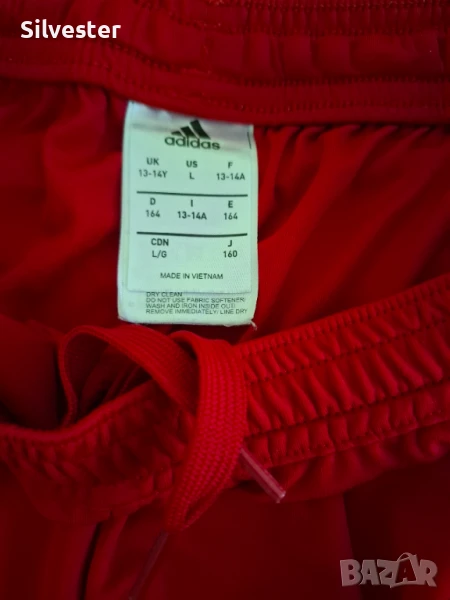 Silvester
adidas
UK US F
13-14Y L 13-14A
D I E
164 13-14A 164
CDN J
L/G 160
MADE IN VIETNAM
DRY CLEAN
DO NOT USE FABRIC SOFTENER/
WASH AND IRON INSIDE OUT/
REMOVE IMMEDIATELY/LINE DRY
BAZAR